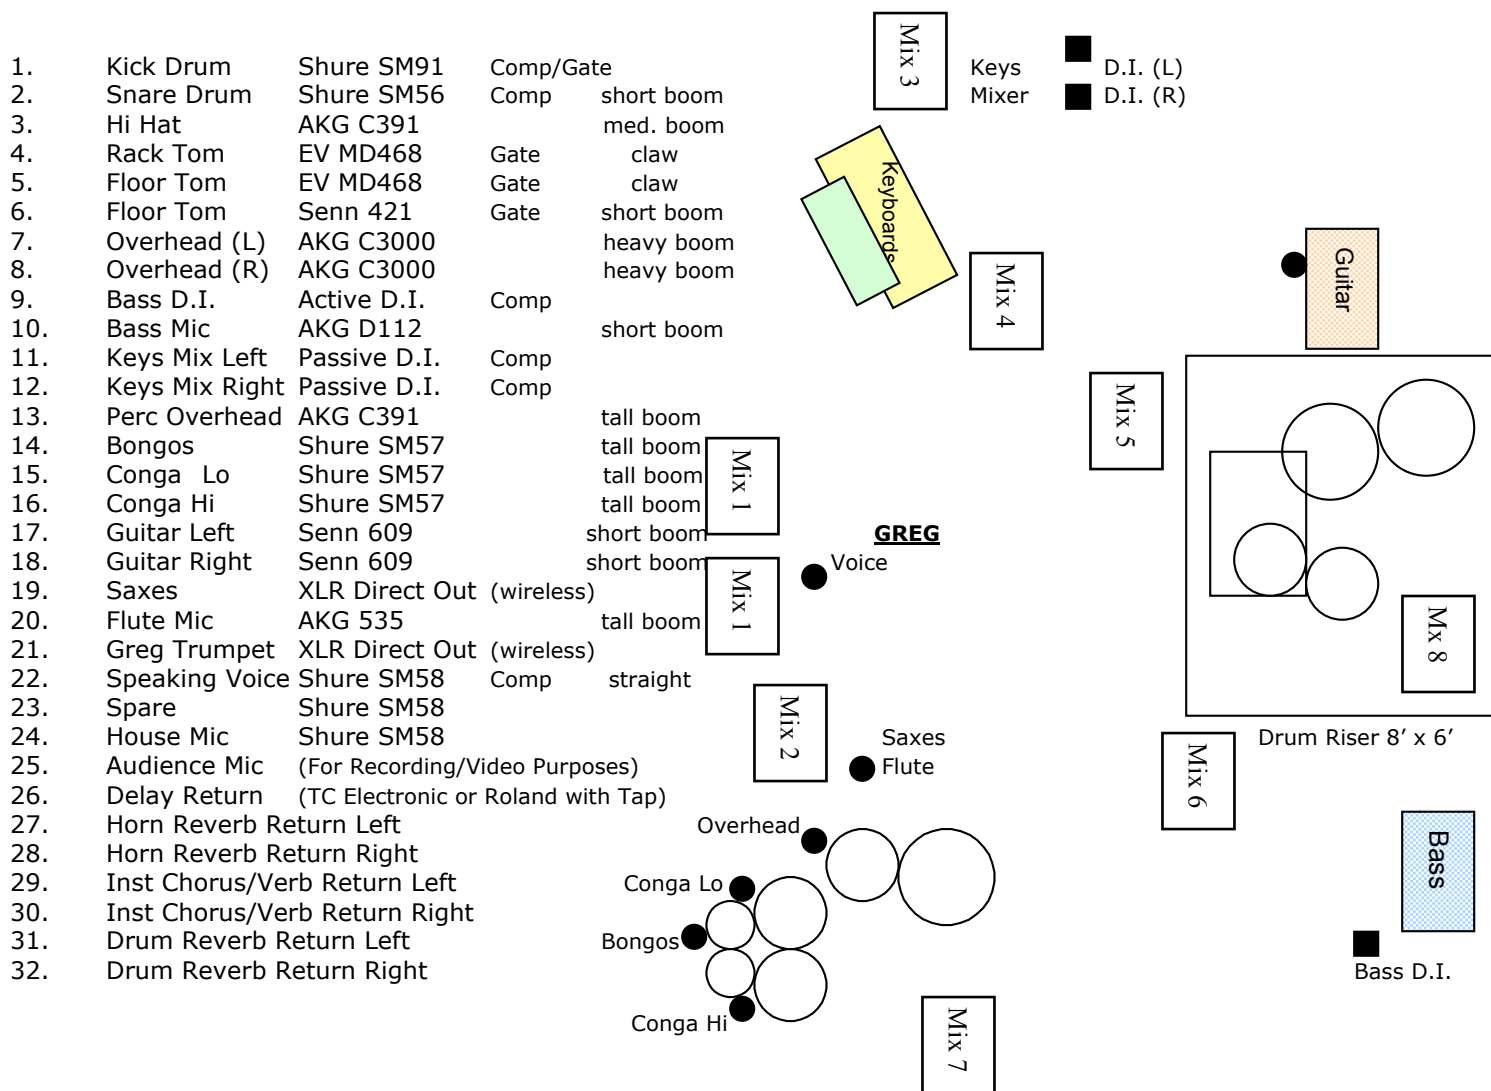 1. Kick Drum Shure SM91 Comp/Gate
2. Snare Drum Shure SM56 Comp short boom
3. Hi Hat AKG C391 med. boom
4. Rack Tom EV MD468 Gate claw
5. Floor Tom EV MD468 Gate claw
6. Floor Tom Senn 421 Gate short boom
7. Overhead (L) AKG C3000 heavy boom
8. Overhead (R) AKG C3000 heavy boom
9. Bass D.I. Active D.I. Comp
10. Bass Mic AKG D112 short boom
11. Keys Mix Left Passive D.I. Comp
12. Keys Mix Right Passive D.I. Comp
13. Perc Overhead AKG C391 tall boom
14. Bongos Shure SM57 tall boom
15. Conga Lo Shure SM57 tall boom
16. Conga Hi Shure SM57 tall boom
17. Guitar Left Senn 609 short boom
18. Guitar Right Senn 609 short boom
19. Saxes XLR Direct Out (wireless)
20. Flute Mic AKG 535 tall boom
21. Greg Trumpet XLR Direct Out (wireless)
22. Speaking Voice Shure SM58 Comp straight
23. Spare Shure SM58
24. House Mic Shure SM58
25. Audience Mic (For Recording/Video Purposes)
26. Delay Return (TC Electronic or Roland with Tap)
27. Horn Reverb Return Left
28. Horn Reverb Return Right
29. Inst Chorus/Verb Return Left
30. Inst Chorus/Verb Return Right
31. Drum Reverb Return Left
32. Drum Reverb Return Right
Mix 3
Keys D.I. (L)
Mixer D.I. (R)
Keyboards
Mix 4
Guitar
Mix 5
Mix 1
GREG
Voice
Mix 1
Mx 8
Mix 2
Saxes
Flute
Mix 6
Drum Riser 8’ x 6’
Overhead
Bass
Conga Lo
Bongos
Bass D.I.
Conga Hi
Mix 7